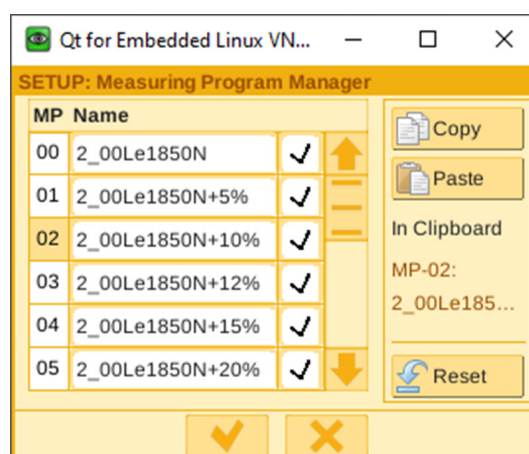 Qt for Embedded Linux VN...
SETUP: Measuring Program Manager
MP Name
00 2_00Le1850N
01 2_00Le1850N+5%
02 2_00Le1850N+10%
03 2_00Le1850N+12%
04 2_00Le1850N+15%
05 2_00Le1850N+20%
Copy
Paste
In Clipboard
MP-02:
2_00Le185...
Reset